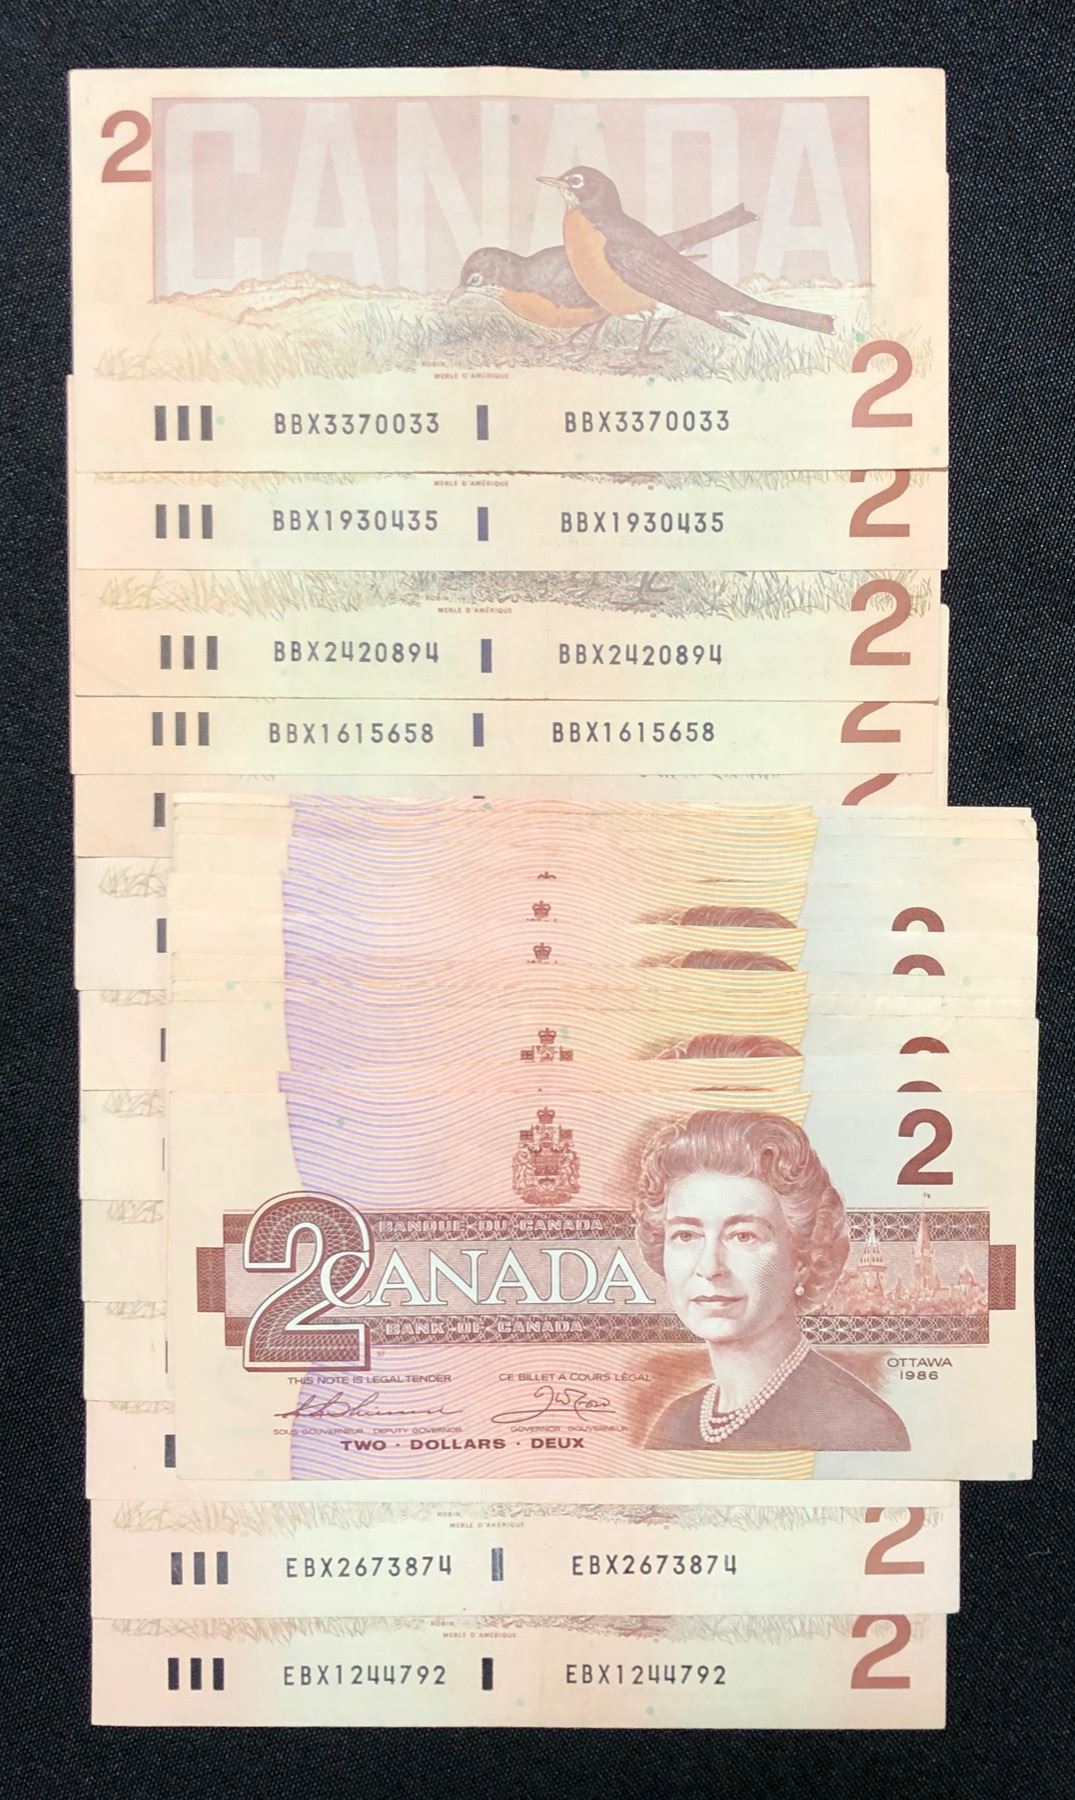 2 CANADA
ROBIN
MERLE D'AMÉRIQUE
2
BBX3370033 BBX3370033
MERLE D'AMÉRIQUE
2
BBX1930435 BBX1930435
ROBIN
MERLE D'AMÉRIQUE
2
BBX2420894 BBX2420894
BBX1615658 BBX1615658
2
2
BANQUE DU CANADA
CANADA
BANK OF CANADA
OTTAWA
1986
THIS NOTE IS LEGAL TENDER CE BILLET A COURS LÉGAL
SOUS-GOUVERNEUR DEPUTY GOVERNOR GOVERNOR GOUVERNEUR
TWO · DOLLARS · DEUX
ROBIN
MERLE D'AMÉRIQUE
2
EBX2673874 EBX2673874
ROBIN
MERLE D'AMÉRIQUE
2
EBX1244792 EBX1244792